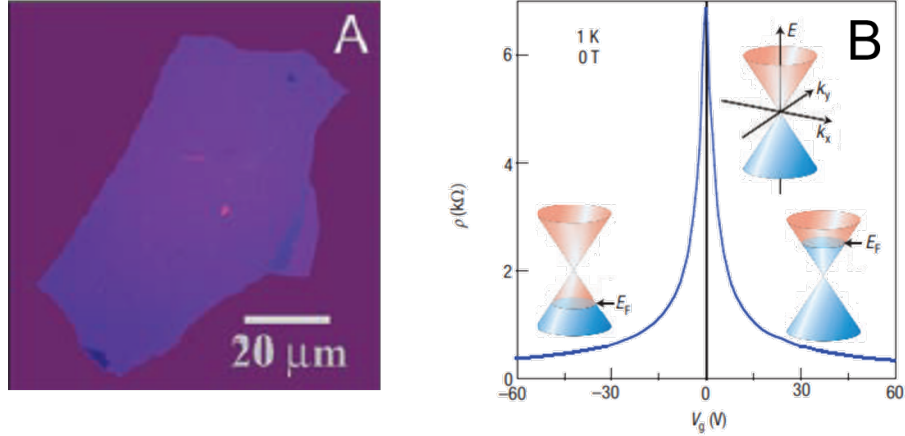 A
20 μm
B
1 K
0 T
E
k_y
k_x
E_F
E_F
ρ (kΩ)
6
4
2
0
–60
–30
0
30
60
V_g (V)